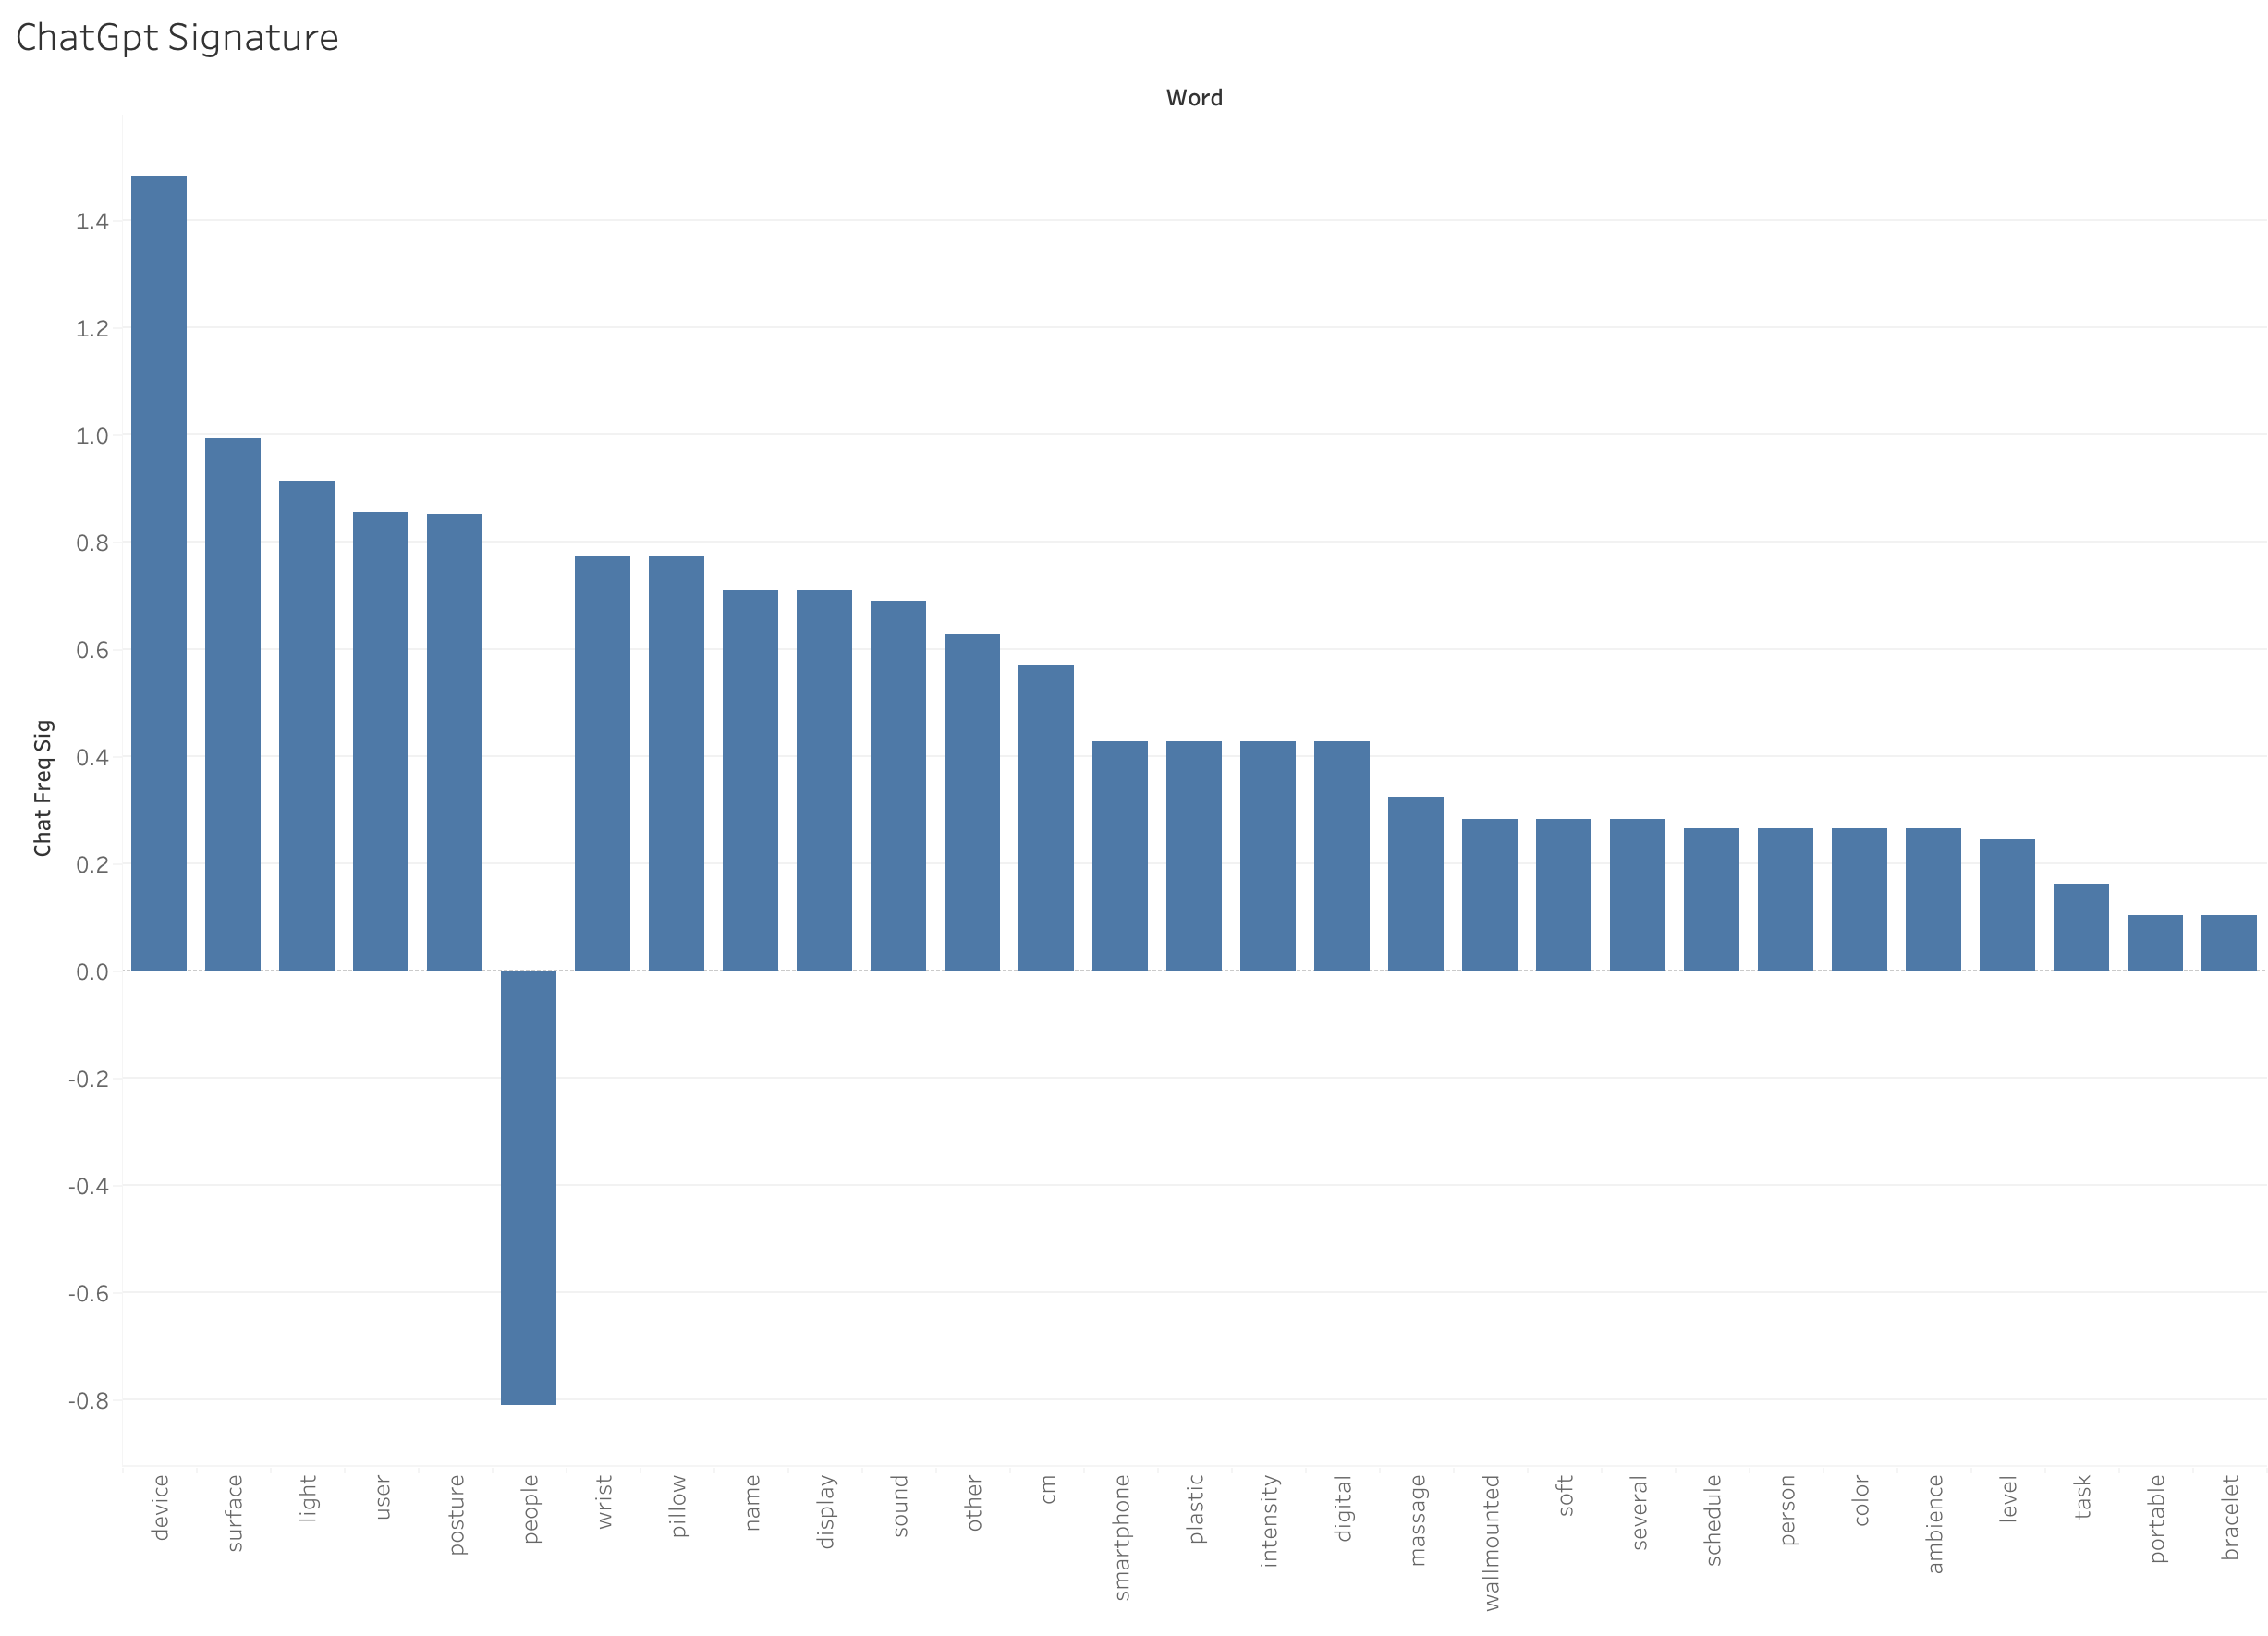 ChatGpt Signature
Word
1.4
1.2
1.0
0.8
0.6
0.4
0.2
0.0
-0.2
-0.4
-0.6
-0.8
Chat Freq Sig
device
surface
light
user
posture
people
wrist
pillow
name
display
sound
other
cm
smartphone
plastic
intensity
digital
massage
wallmounted
soft
several
schedule
person
color
ambience
level
task
portable
bracelet